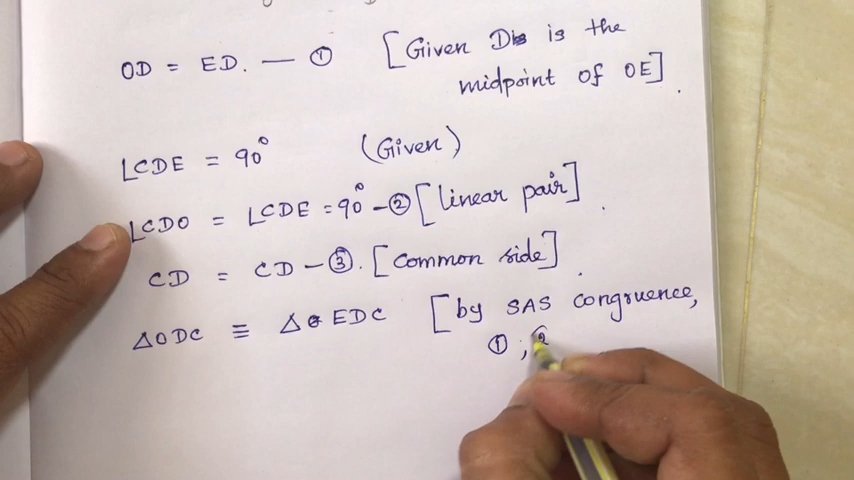 OD = ED. — ① [Given D is the
midpoint of OE].
∟CDE = 90° (Given)
∟CDO = ∟CDE = 90° – ② [linear pair].
CD = CD – ③. [Common side].
△ODC ≡ △EDC [by SAS congruence,
① ; ②